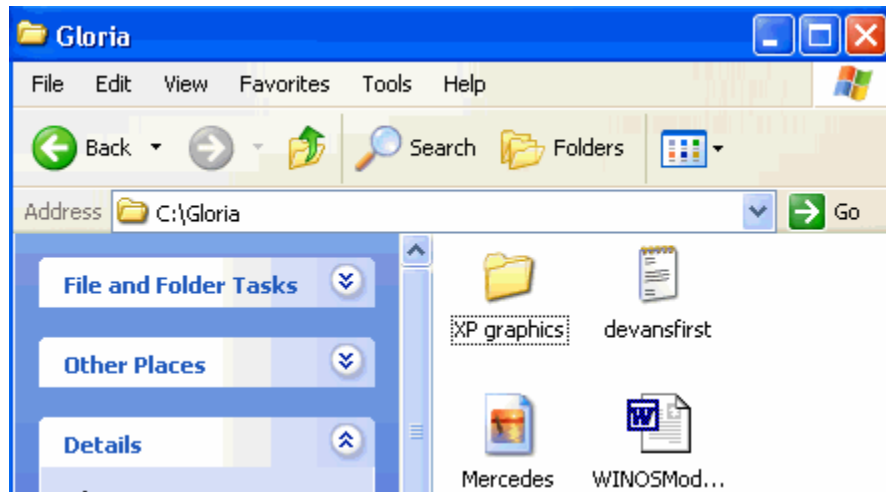 Gloria
File Edit View Favorites Tools Help
Back Search Folders
Address C:\Gloria Go
File and Folder Tasks
Other Places
Details
XP graphics devansfirst
Mercedes WINOSMod...